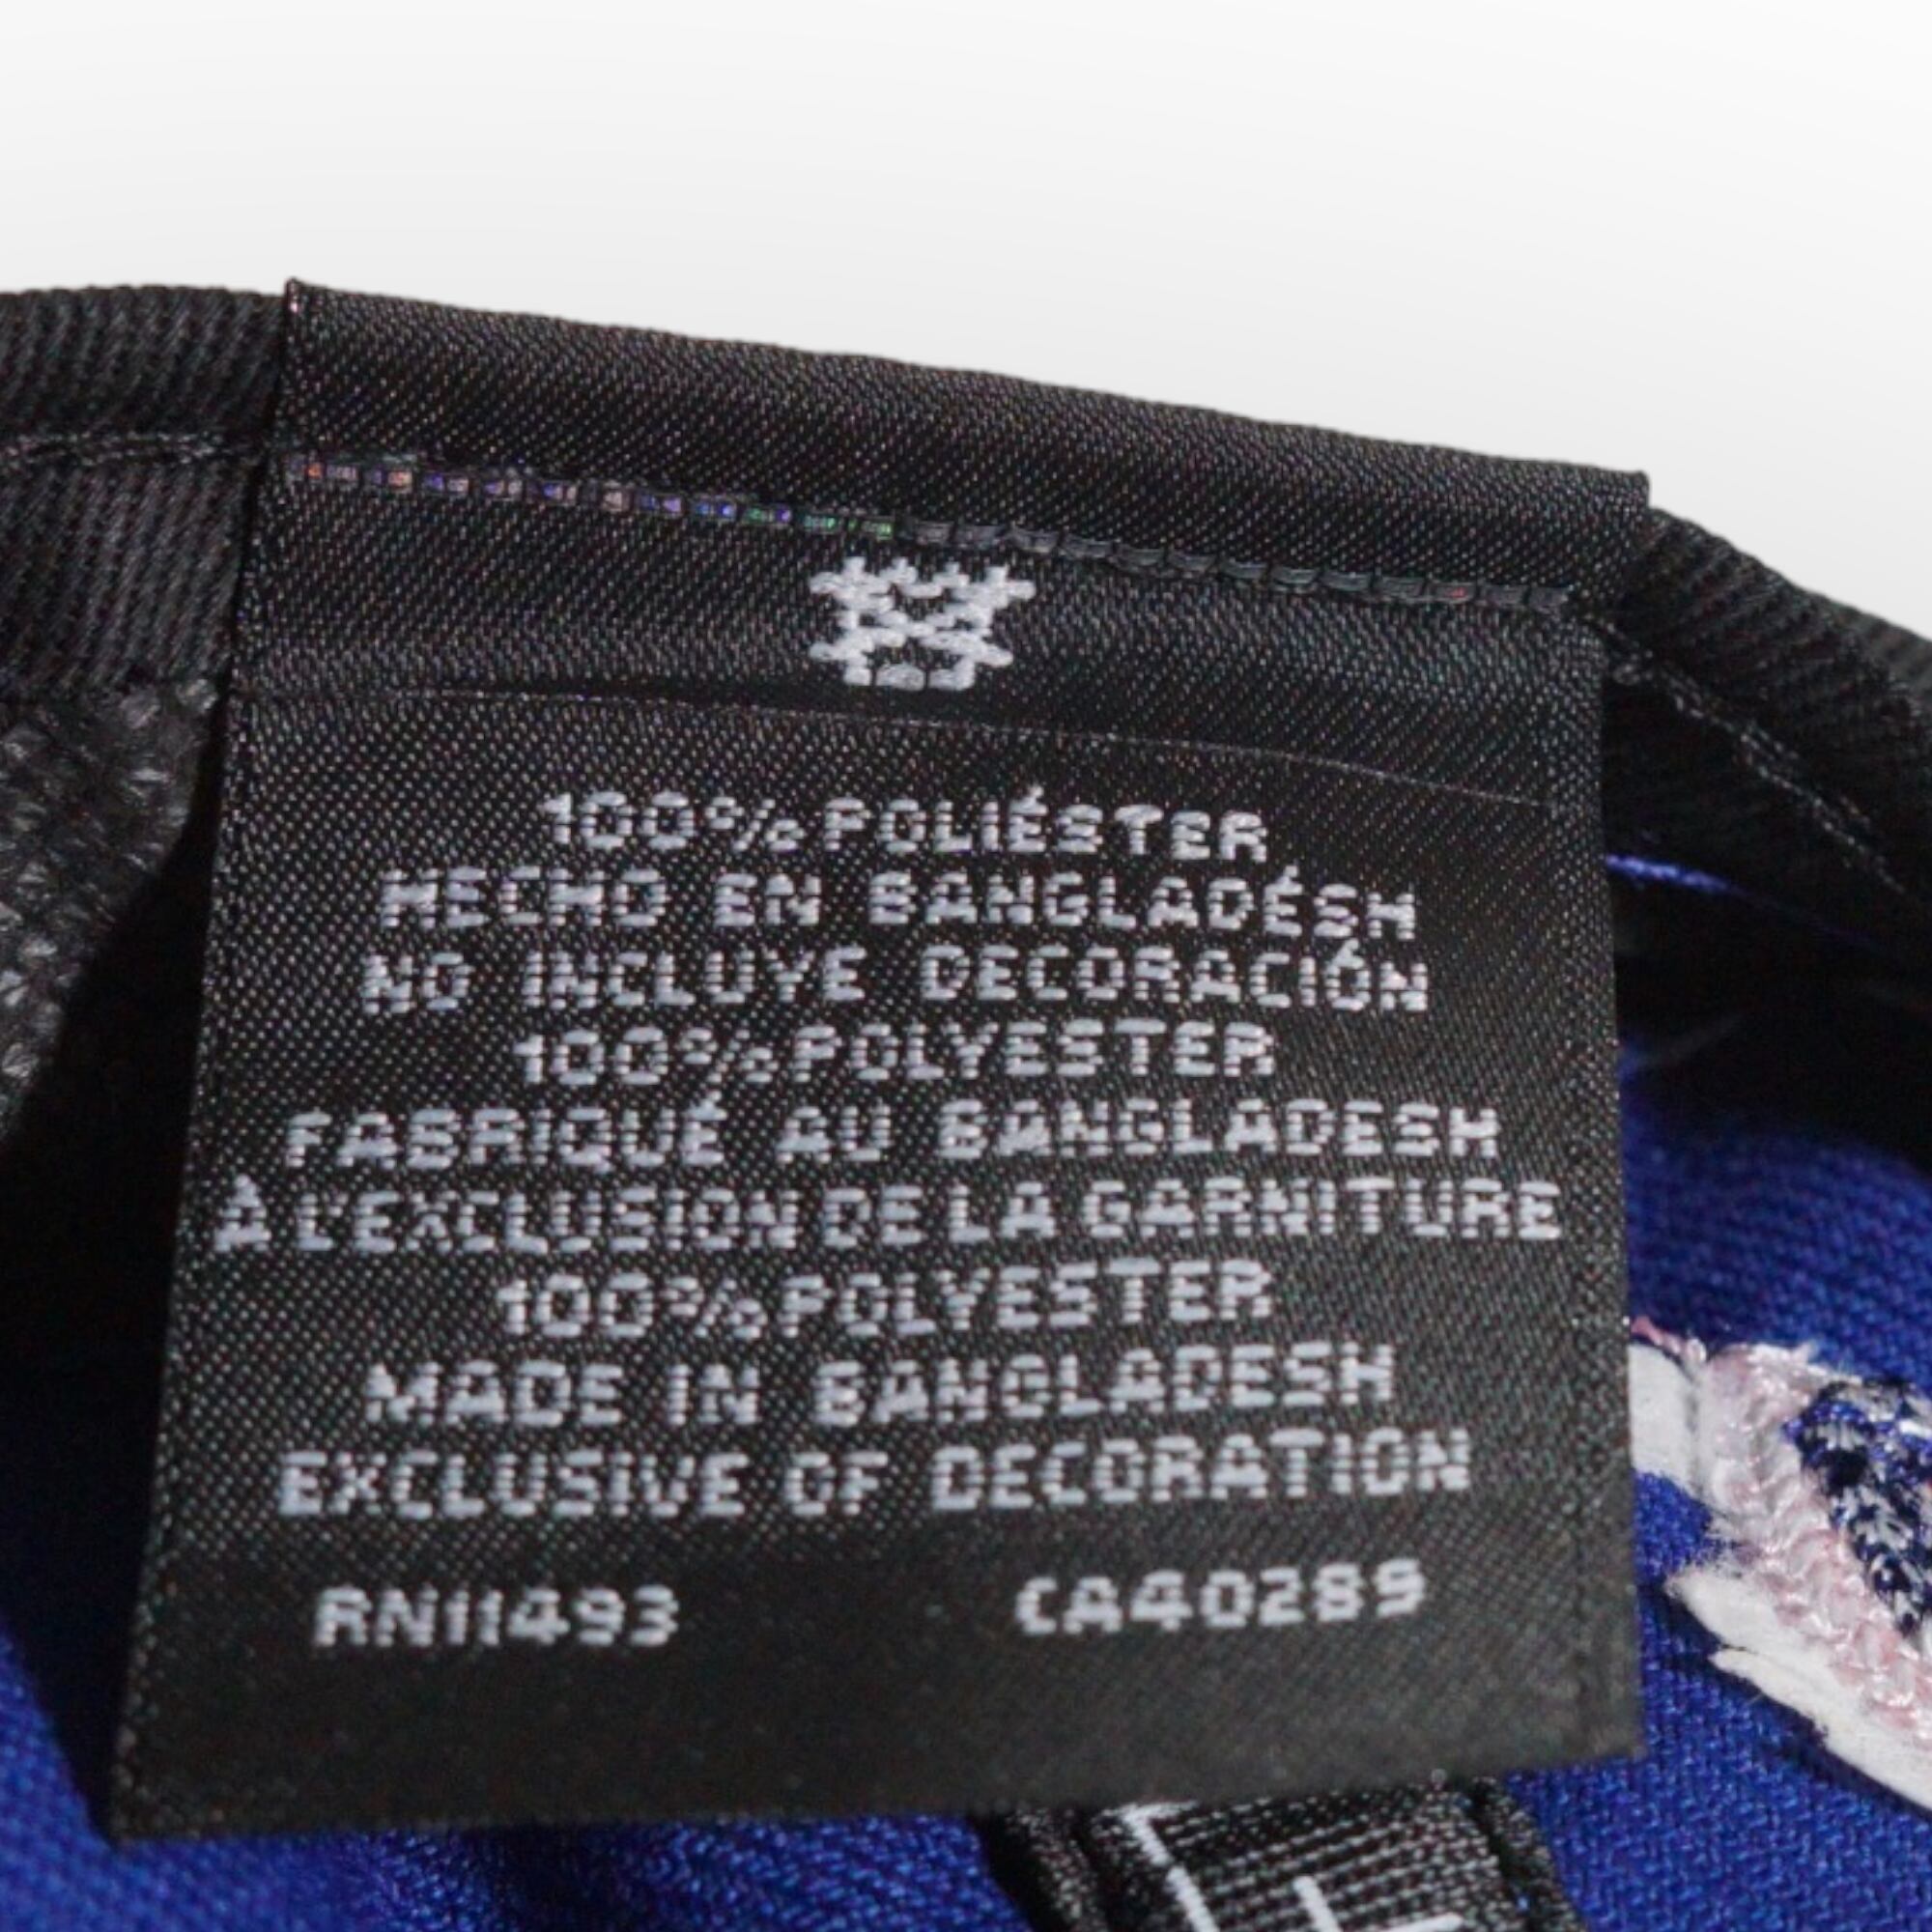 100% POLIÉSTER
HECHO EN BANGLADÉSH
NO INCLUYE DECORACIÓN
100% POLYESTER
FABRIQUÉ AU BANGLADESH
À L'EXCLUSION DE LA GARNITURE
100% POLYESTER
MADE IN BANGLADESH
EXCLUSIVE OF DECORATION
RN11493 CA40289